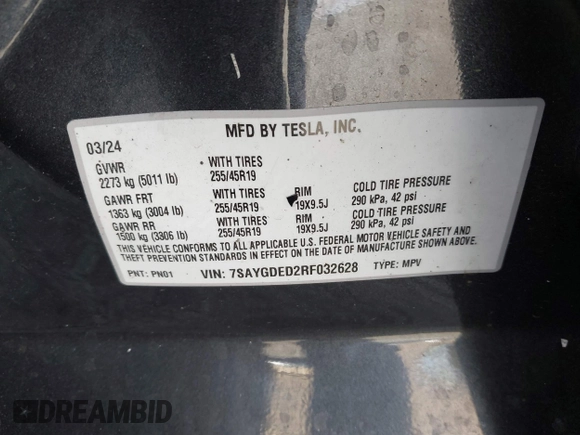 MFD BY TESLA, INC.
03/24
GVWR WITH TIRES
2273 kg (5011 lb) 255/45R19
GAWR FRT WITH TIRES RIM COLD TIRE PRESSURE
1363 kg (3004 lb) 255/45R19 19X9.5J 290 kPa, 42 psi
GAWR RR WITH TIRES RIM COLD TIRE PRESSURE
1500 kg (3306 lb) 255/45R19 19X9.5J 290 kPa, 42 psi
THIS VEHICLE CONFORMS TO ALL APPLICABLE U.S. FEDERAL MOTOR VEHICLE SAFETY AND
THEFT PREVENTION STANDARDS IN EFFECT ON THE DATE OF MANUFACTURE SHOWN ABOVE.
PNT: PN01 VIN: 7SAYGDED2RF032628 TYPE: MPV
DREAMBID